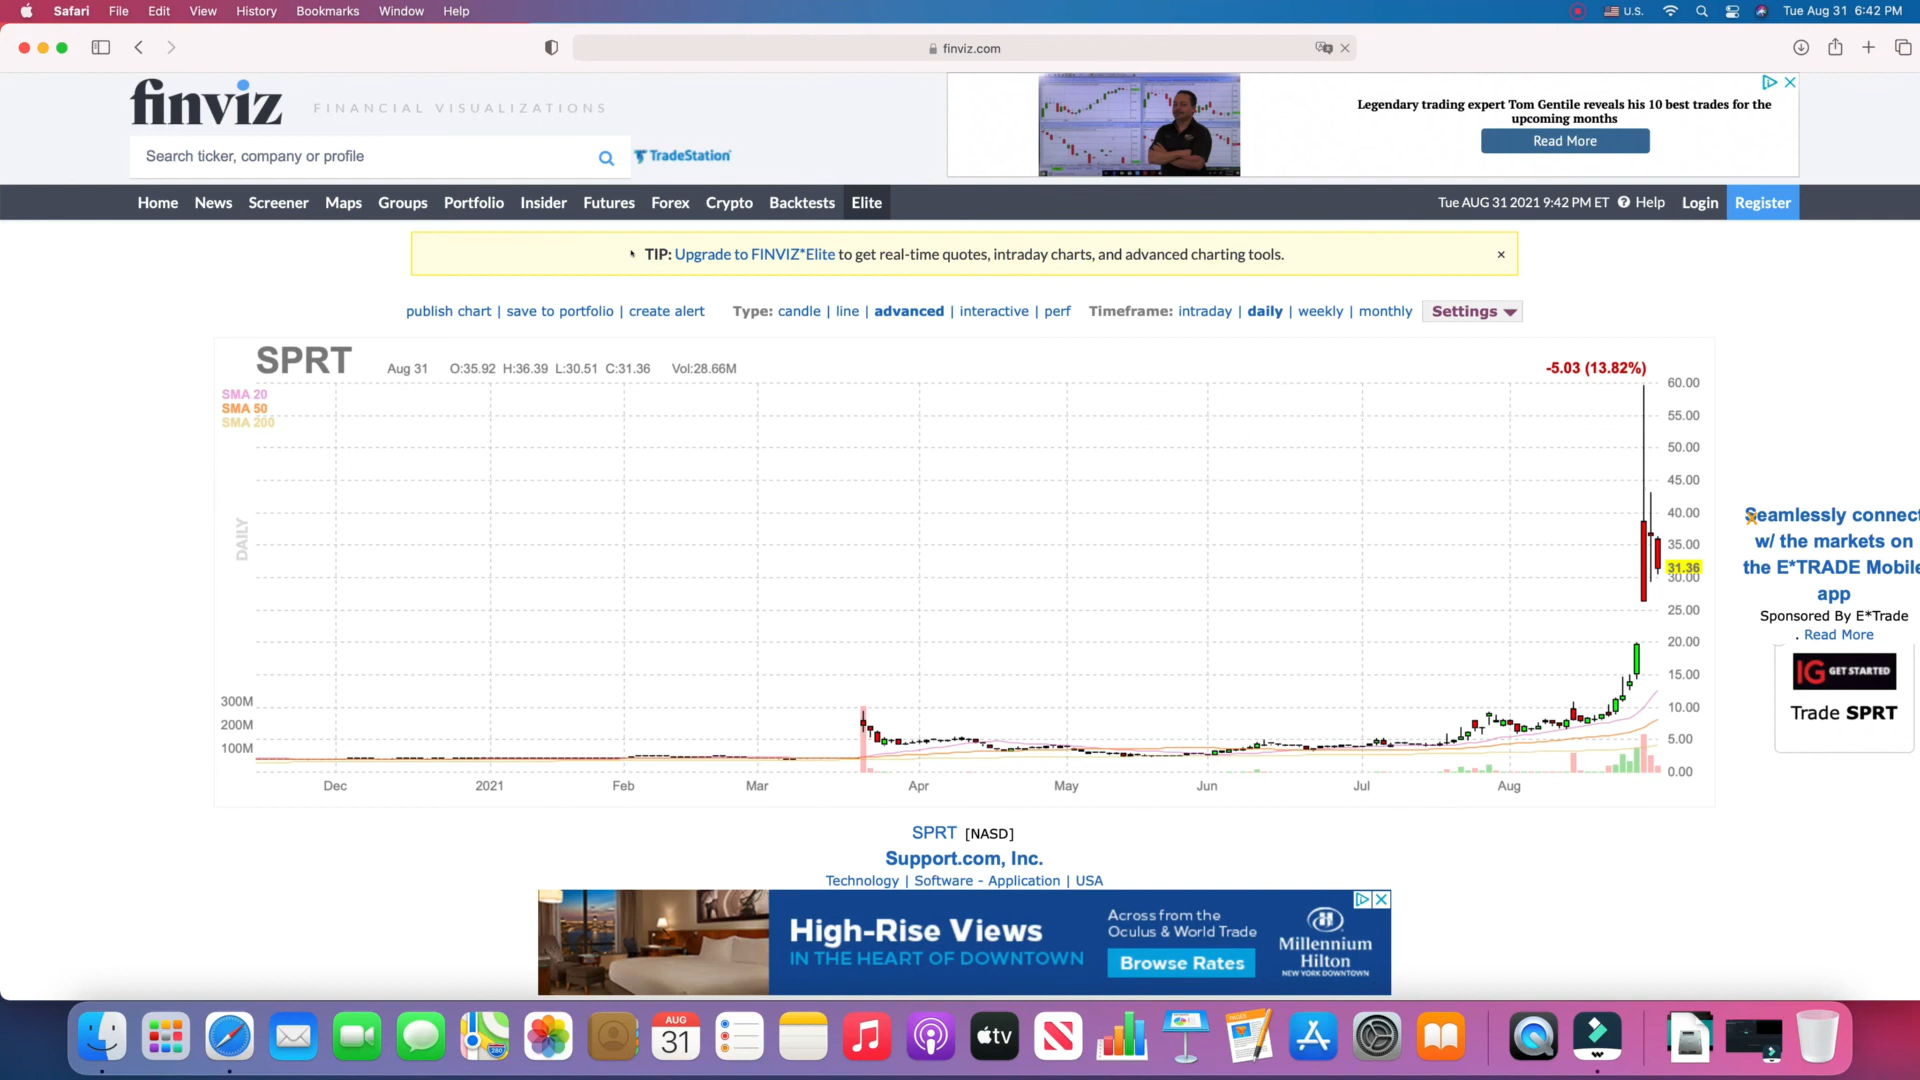 Safari File Edit View History Bookmarks Window Help U.S. Tue Aug 31 6:42 PM
finviz.com
finviz FINANCIAL VISUALIZATIONS
Legendary trading expert Tom Gentile reveals his 10 best trades for the
upcoming months
Read More
Search ticker, company or profile TradeStation
Home News Screener Maps Groups Portfolio Insider Futures Forex Crypto Backtests Elite Tue AUG 31 2021 9:42 PM ET Help Login Register
TIP: Upgrade to FINVIZ*Elite to get real-time quotes, intraday charts, and advanced charting tools. ×
publish chart | save to portfolio | create alert Type: candle | line | advanced | interactive | perf Timeframe: intraday | daily | weekly | monthly Settings
SPRT Aug 31 O:35.92 H:36.39 L:30.51 C:31.36 Vol:28.66M -5.03 (13.82%)
SMA 20
SMA 50
SMA 200
DAILY
60.00
55.00
50.00
45.00
40.00
35.00
31.36
30.00
25.00
20.00
15.00
10.00
5.00
0.00
300M
200M
100M
Dec 2021 Feb Mar Apr May Jun Jul Aug
Seamlessly connect
w/ the markets on
the E*TRADE Mobile
app
Sponsored By E*Trade
. Read More
IG GET STARTED
Trade SPRT
SPRT [NASD]
Support.com, Inc.
Technology | Software - Application | USA
High-Rise Views
IN THE HEART OF DOWNTOWN
Across from the
Oculus & World Trade
Browse Rates
Millennium
Hilton
NEW YORK DOWNTOWN
AUG
31
tv
PAGES
280